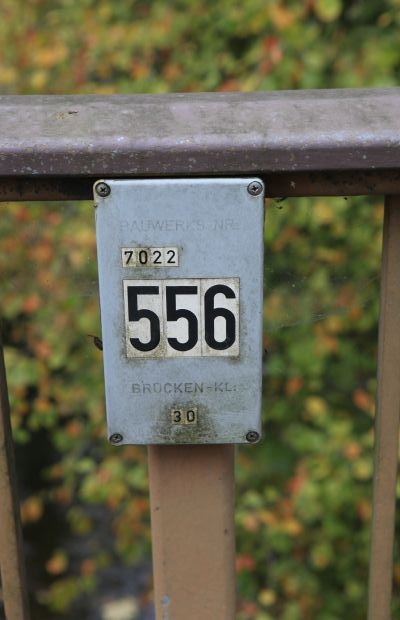 BAUWERKS-NR.
7022
556
BRÜCKEN-KL.
30